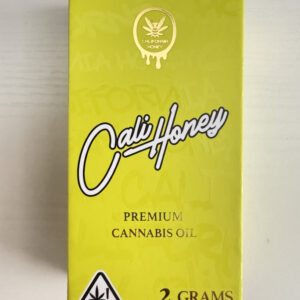 CALIFORNIA
HONEY
Cali Honey
PREMIUM
CANNABIS OIL
!
2 GRAMS